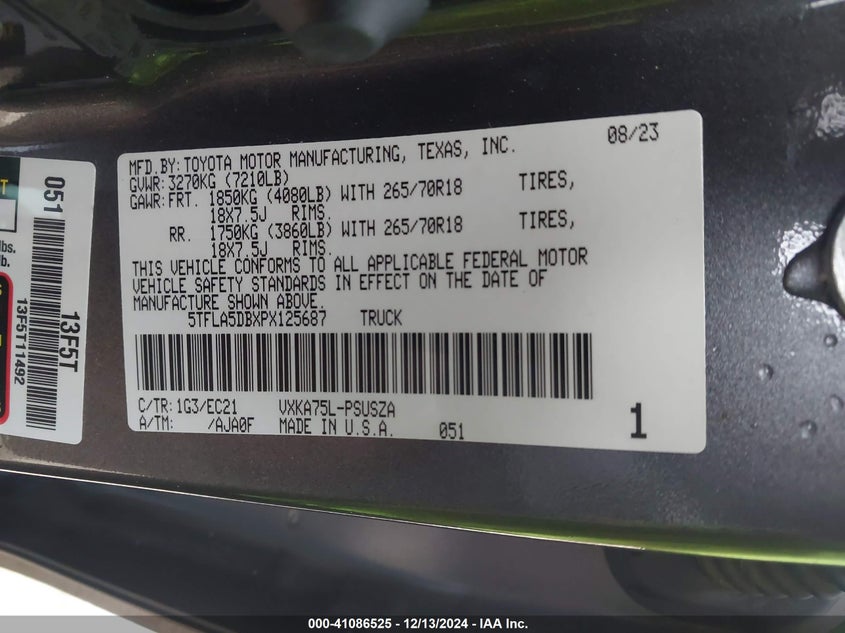 MFD.BY:TOYOTA MOTOR MANUFACTURING, TEXAS, INC. 08/23
GVWR:3270KG (7210LB)
GAWR:FRT. 1850KG (4080LB) WITH 265/70R18 TIRES,
18X7.5J RIMS.
RR. 1750KG (3860LB) WITH 265/70R18 TIRES,
18X7.5J RIMS.
THIS VEHICLE CONFORMS TO ALL APPLICABLE FEDERAL MOTOR
VEHICLE SAFETY STANDARDS IN EFFECT ON THE DATE OF
MANUFACTURE SHOWN ABOVE.
5TFLA5DBXPX125687 TRUCK
C/TR:1G3/EC21 VXKA75L-PSUSZA
A/TM: /AJA0F MADE IN U.S.A. 051 1
051 13F5T
13F5T11492
T
lbs.
lb.
000-41086525 - 12/13/2024 - IAA Inc.